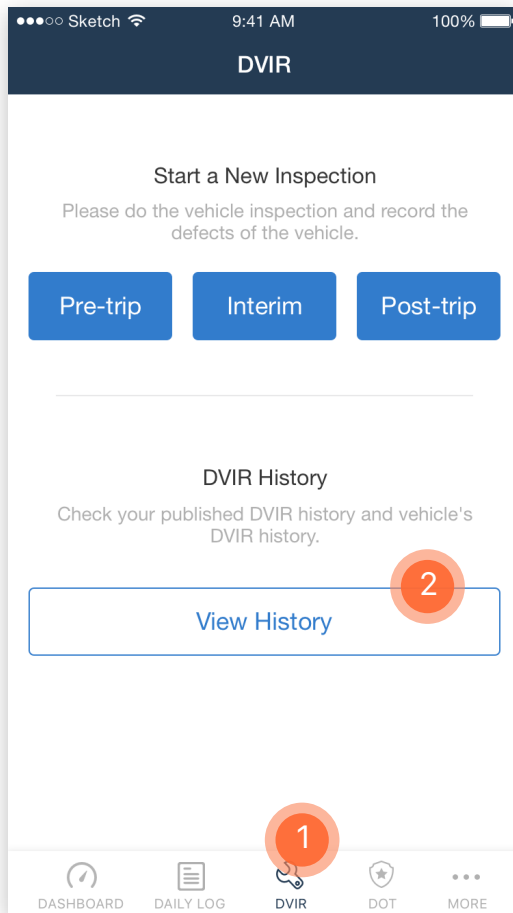 Sketch 9:41 AM 100%
DVIR
Start a New Inspection
Please do the vehicle inspection and record the
defects of the vehicle.
Pre-trip Interim Post-trip
DVIR History
Check your published DVIR history and vehicle's
DVIR history.
2
View History
1
DASHBOARD DAILY LOG DVIR DOT MORE